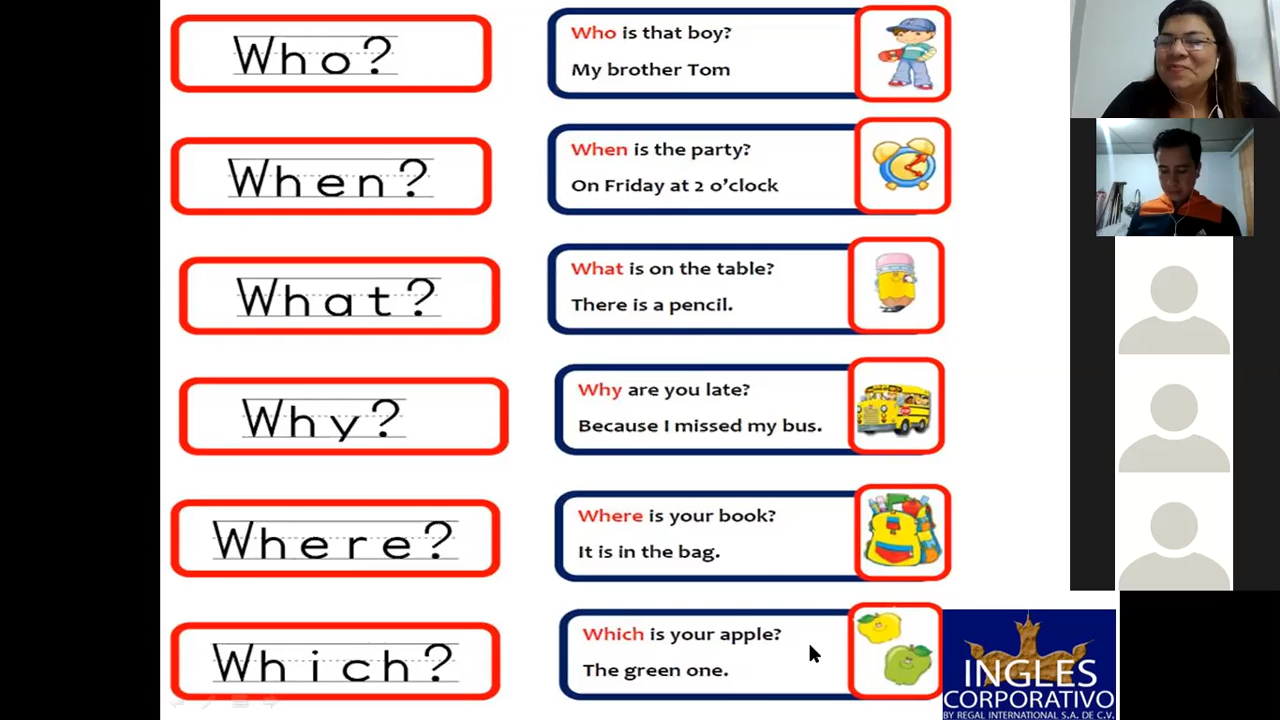 Who?
Who is that boy?
My brother Tom
When?
When is the party?
On Friday at 2 o'clock
What?
What is on the table?
There is a pencil.
Why?
Why are you late?
Because I missed my bus.
Where?
Where is your book?
It is in the bag.
Which?
Which is your apple?
The green one.
INGLES
CORPORATIVO
BY REGAL INTERNATIONAL S.A. DE C.V.